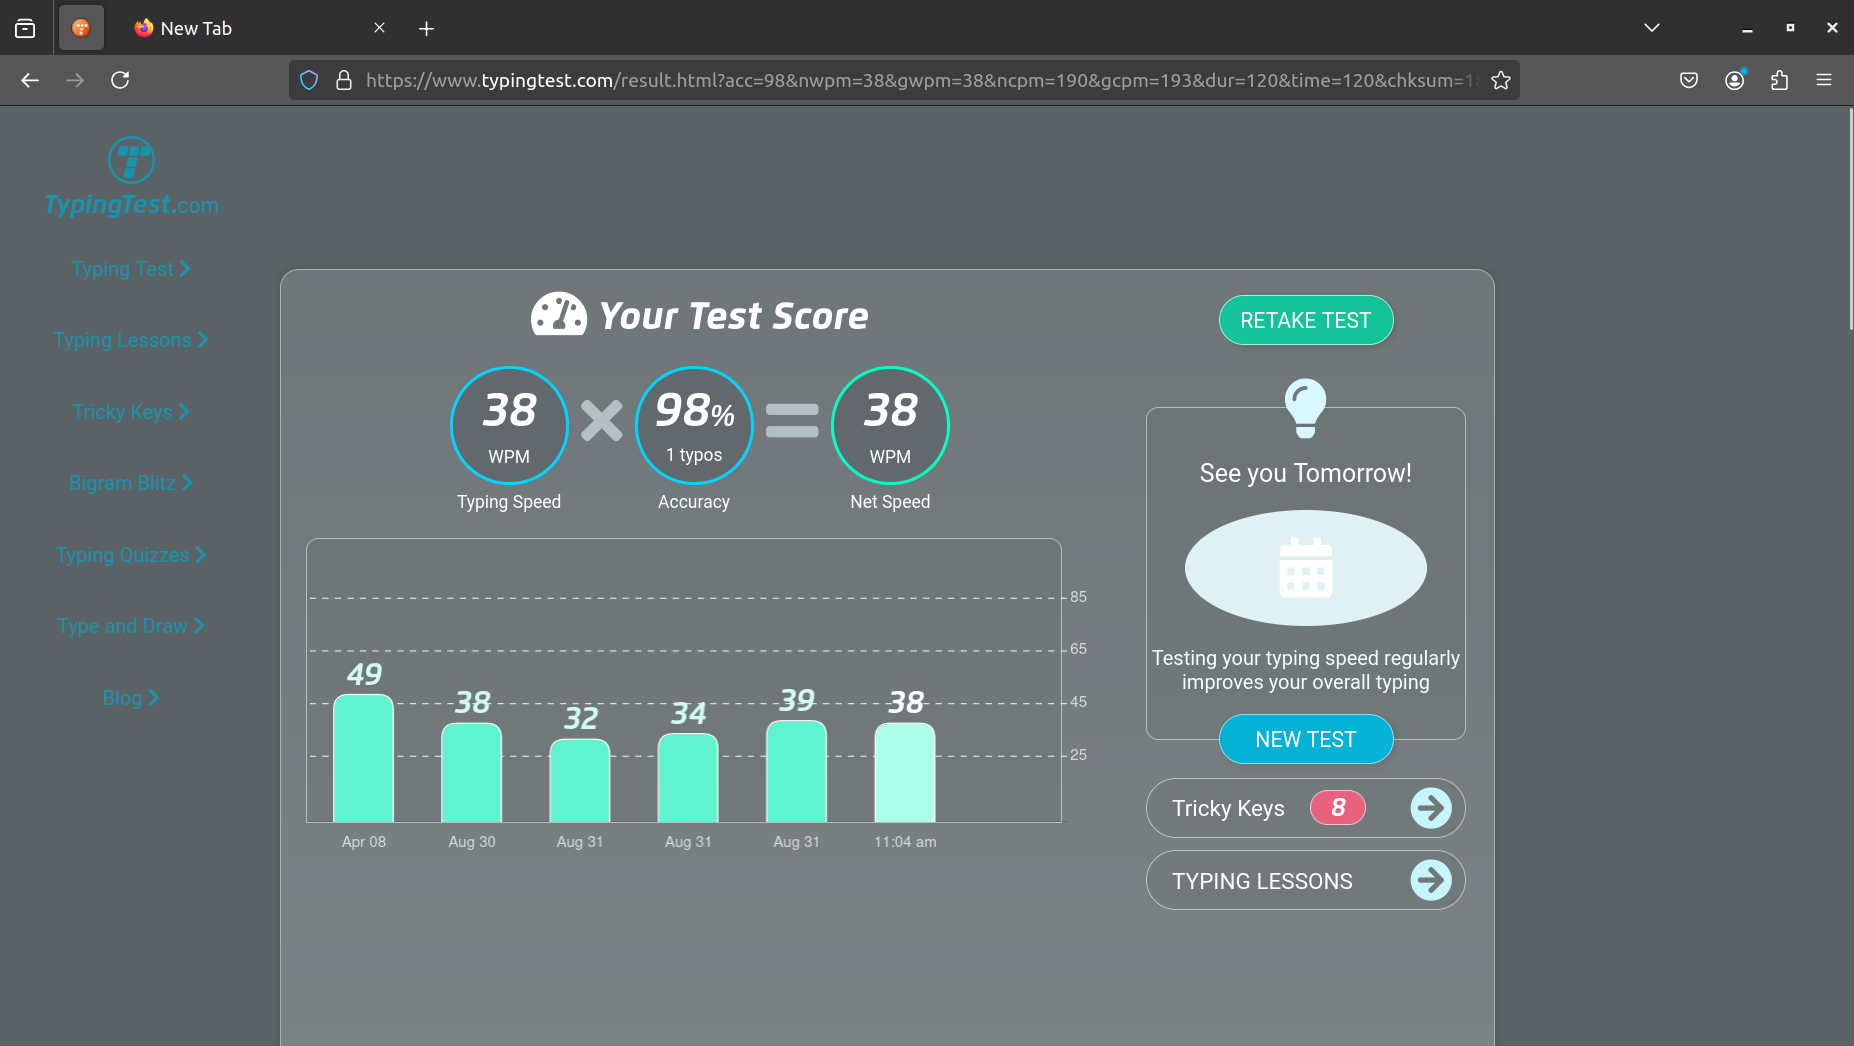 New Tab
https://www.typingtest.com/result.html?acc=98&nwpm=38&gwpm=38&ncpm=190&gcpm=193&dur=120&time=120&chksum=18
TypingTest.com
Typing Test
Typing Lessons
Tricky Keys
Bigram Blitz
Typing Quizzes
Type and Draw
Blog
Your Test Score
38
WPM
Typing Speed
98%
1 typos
Accuracy
38
WPM
Net Speed
85
65
45
25
49
38
32
34
39
38
Apr 08
Aug 30
Aug 31
Aug 31
Aug 31
11:04 am
RETAKE TEST
See you Tomorrow!
Testing your typing speed regularly
improves your overall typing
NEW TEST
Tricky Keys 8
TYPING LESSONS